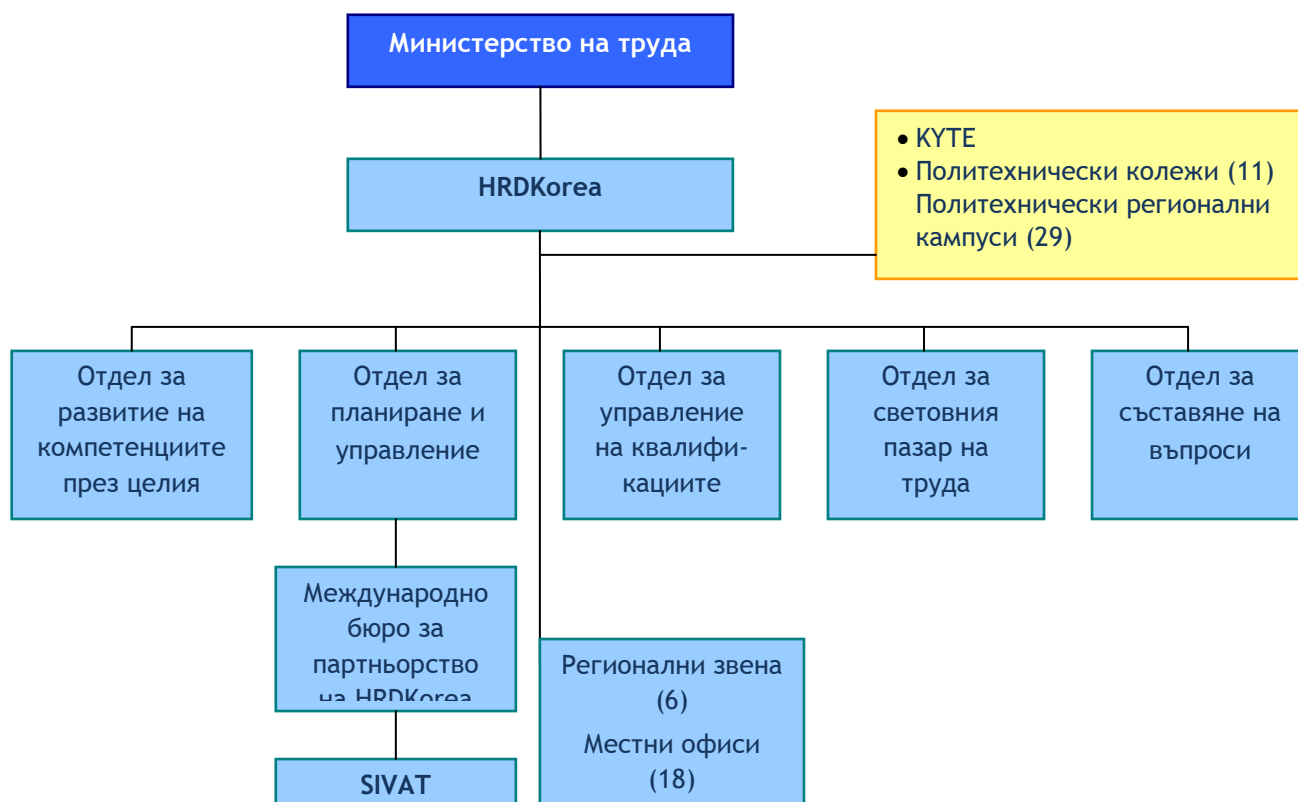 Министерство на труда
HRDKorea
• KYTE
• Политехнически колежи (11)
Политехнически регионални
кампуси (29)
Отдел за
развитие на
компетенциите
през целия
Отдел за
планиране и
управление
Отдел за
управление
на квалифи-
кациите
Отдел за
световния
пазар на
труда
Отдел за
съставяне на
въпроси
Международно
бюро за
партньорство
на HRDKorea
Регионални звена
(6)
Местни офиси
(18)
SIVAT